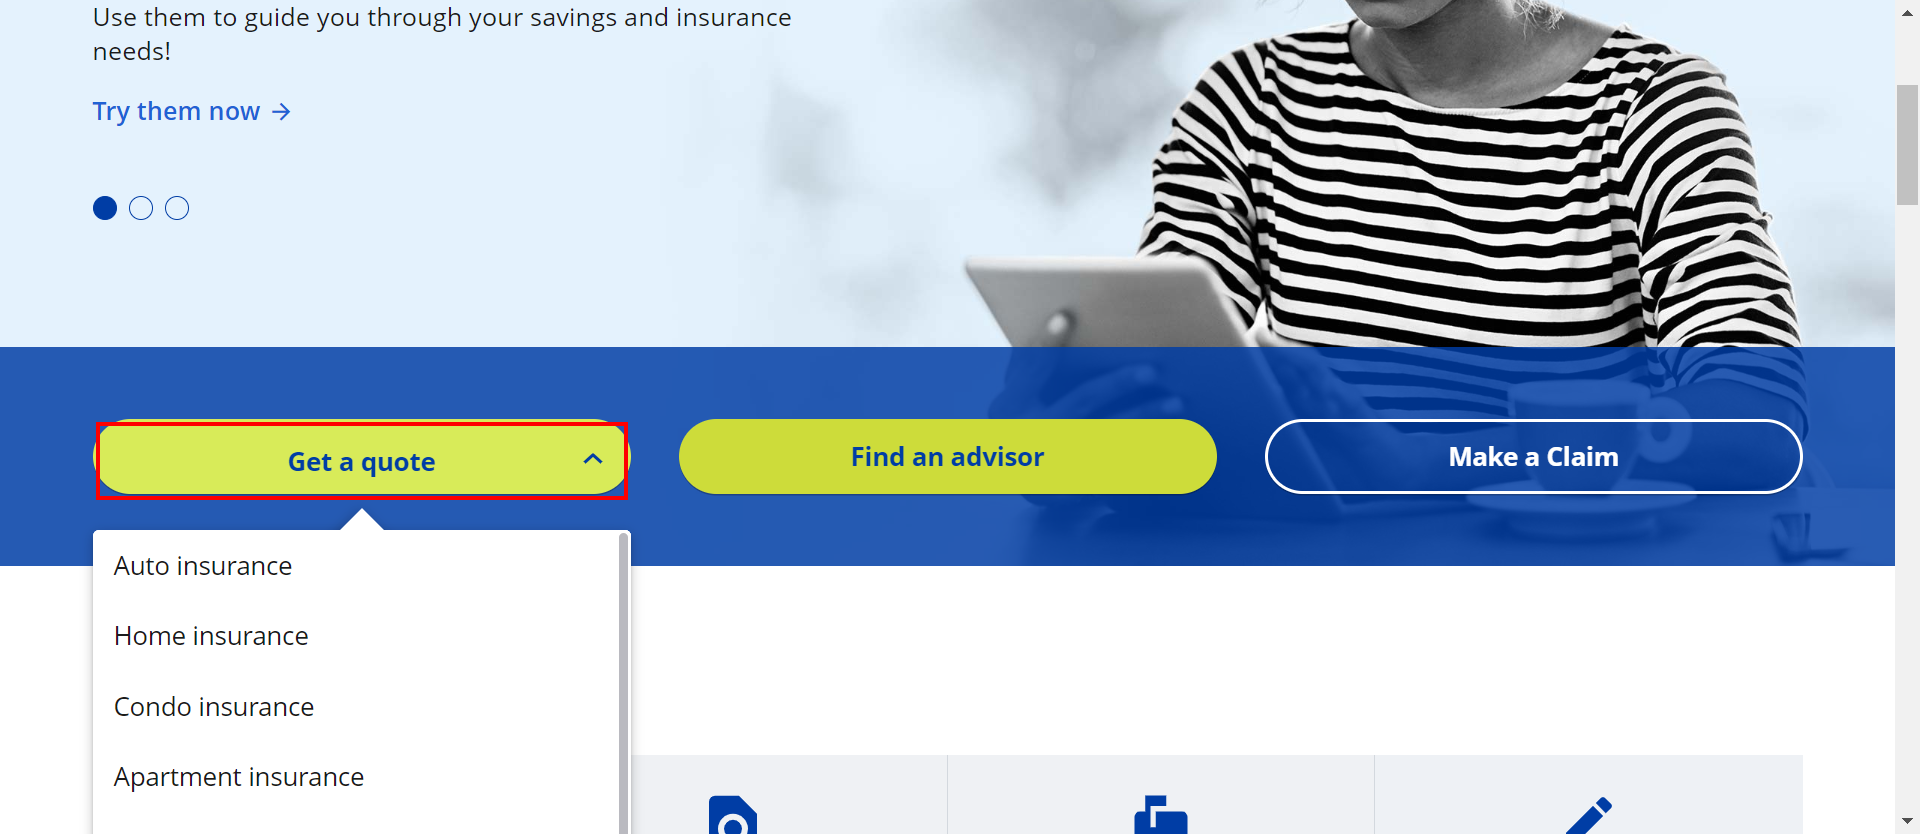 Use them to guide you through your savings and insurance
needs!
Try them now
Get a quote
Find an advisor
Make a Claim
Auto insurance
Home insurance
Condo insurance
Apartment insurance